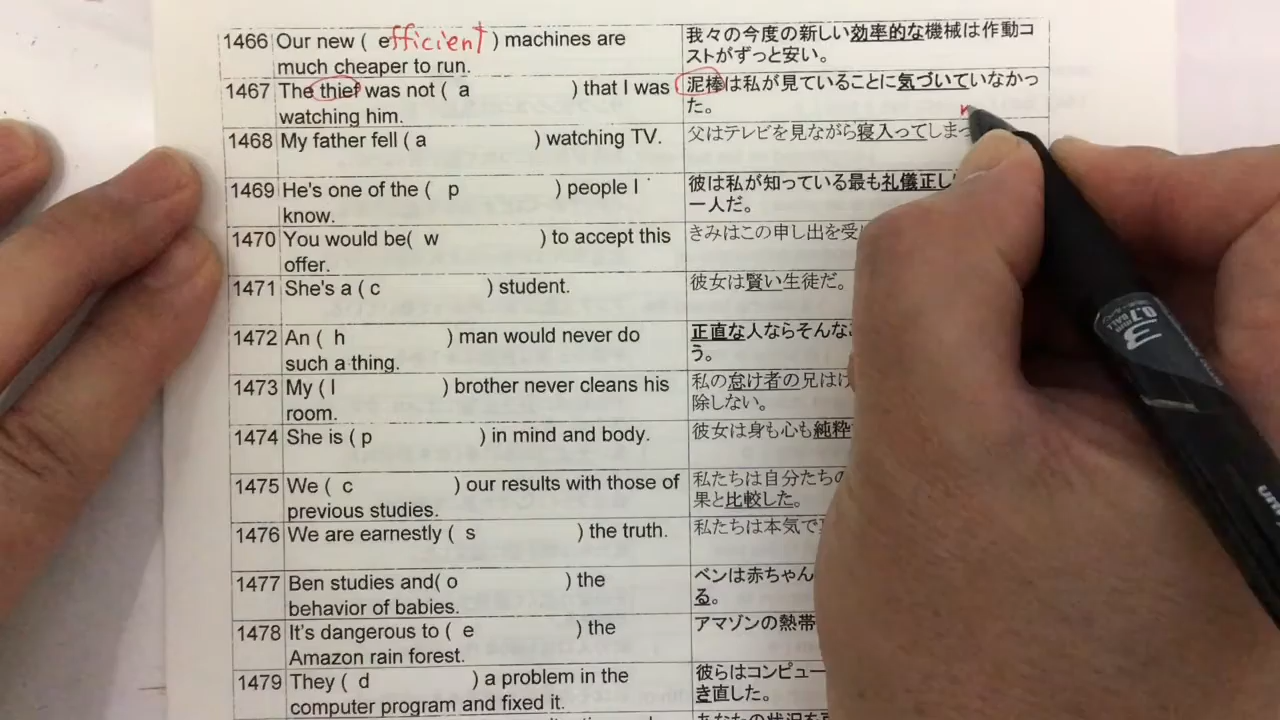 1466 Our new ( efficient ) machines are
much cheaper to run.
我々の今度の新しい効率的な機械は作動コ
ストがずっと安い。
1467 The thief was not ( a ) that I was
watching him.
泥棒は私が見ていることに気づいていなかっ
た。
1468 My father fell ( a ) watching TV.
父はテレビを見ながら寝入ってしまっ
1469 He's one of the ( p ) people I
know.
彼は私が知っている最も礼儀正し
一人だ。
1470 You would be( w ) to accept this
offer.
きみはこの申し出を受け
1471 She's a ( c ) student.
彼女は賢い生徒だ。
1472 An ( h ) man would never do
such a thing.
正直な人ならそんなこ
う。
1473 My ( l ) brother never cleans his
room.
私の怠け者の兄はけ
除しない。
1474 She is ( p ) in mind and body.
彼女は身も心も純粋
1475 We ( c ) our results with those of
previous studies.
私たちは自分たちの
果と比較した。
1476 We are earnestly ( s ) the truth.
私たちは本気で
1477 Ben studies and( o ) the
behavior of babies.
ベンは赤ちゃん
る。
1478 It's dangerous to ( e ) the
Amazon rain forest.
アマゾンの熱帯
1479 They ( d ) a problem in the
computer program and fixed it.
彼らはコンピュー
き直した。
3
0.7